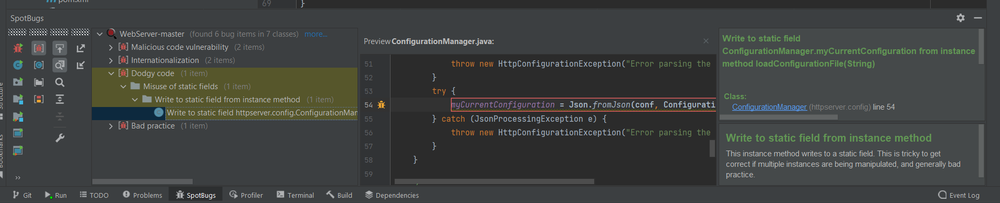 pom.xml
69 }
SpotBugs
WebServer-master (found 6 bug items in 7 classes) more...
Malicious code vulnerability (2 items)
Internationalization (2 items)
Dodgy code (1 item)
Misuse of static fields (1 item)
Write to static field from instance method (1 item)
Write to static field httpserver.config.ConfigurationMan
Bad practice (1 item)
Preview ConfigurationManager.java:
51 throw new HttpConfigurationException("Error parsing the
52 }
53 try {
54 myCurrentConfiguration = Json.fromJson(conf, Configurati
55 } catch (JsonProcessingException e) {
56 throw new HttpConfigurationException("Error parsing the
57 }
58 }
59
Write to static field
ConfigurationManager.myCurrentConfiguration from instance
method loadConfigurationFile(String)
Class:
ConfigurationManager (httpserver.config) line 54
Write to static field from instance method
This instance method writes to a static field. This is tricky to get
correct if multiple instances are being manipulated, and generally bad
practice.
Structure
Bookmarks
>>
Git Run TODO Problems SpotBugs Profiler Terminal Build Dependencies Event Log